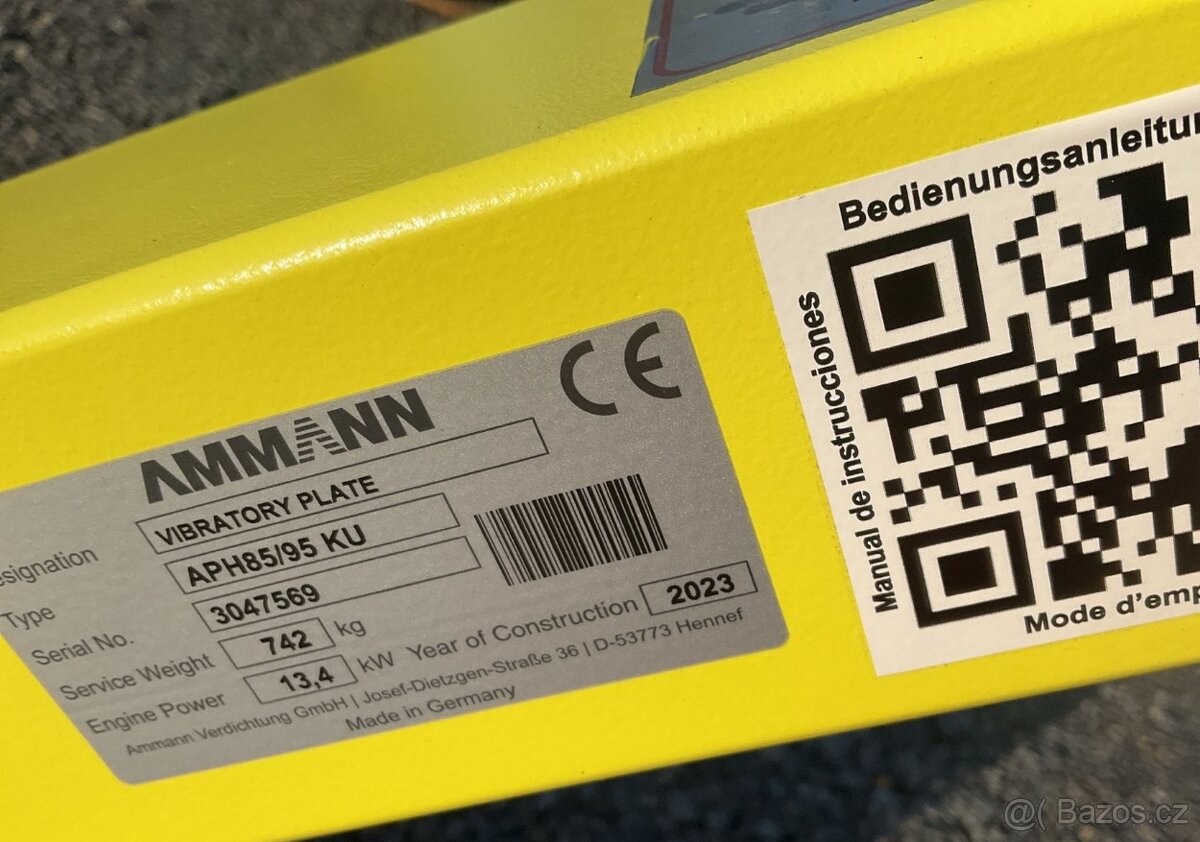 AMMANN
CE
esignation VIBRATORY PLATE
Type APH85/95 KU
Serial No. 3047569
Service Weight 742 kg
Engine Power 13,4 kW Year of Construction 2023
Ammann Verdichtung GmbH | Josef-Dietzgen-Straße 36 | D-53773 Hennef
Made in Germany
Bedienungsanleitun
Manual de instrucciones
Mode d'emp
@( Bazos.cz